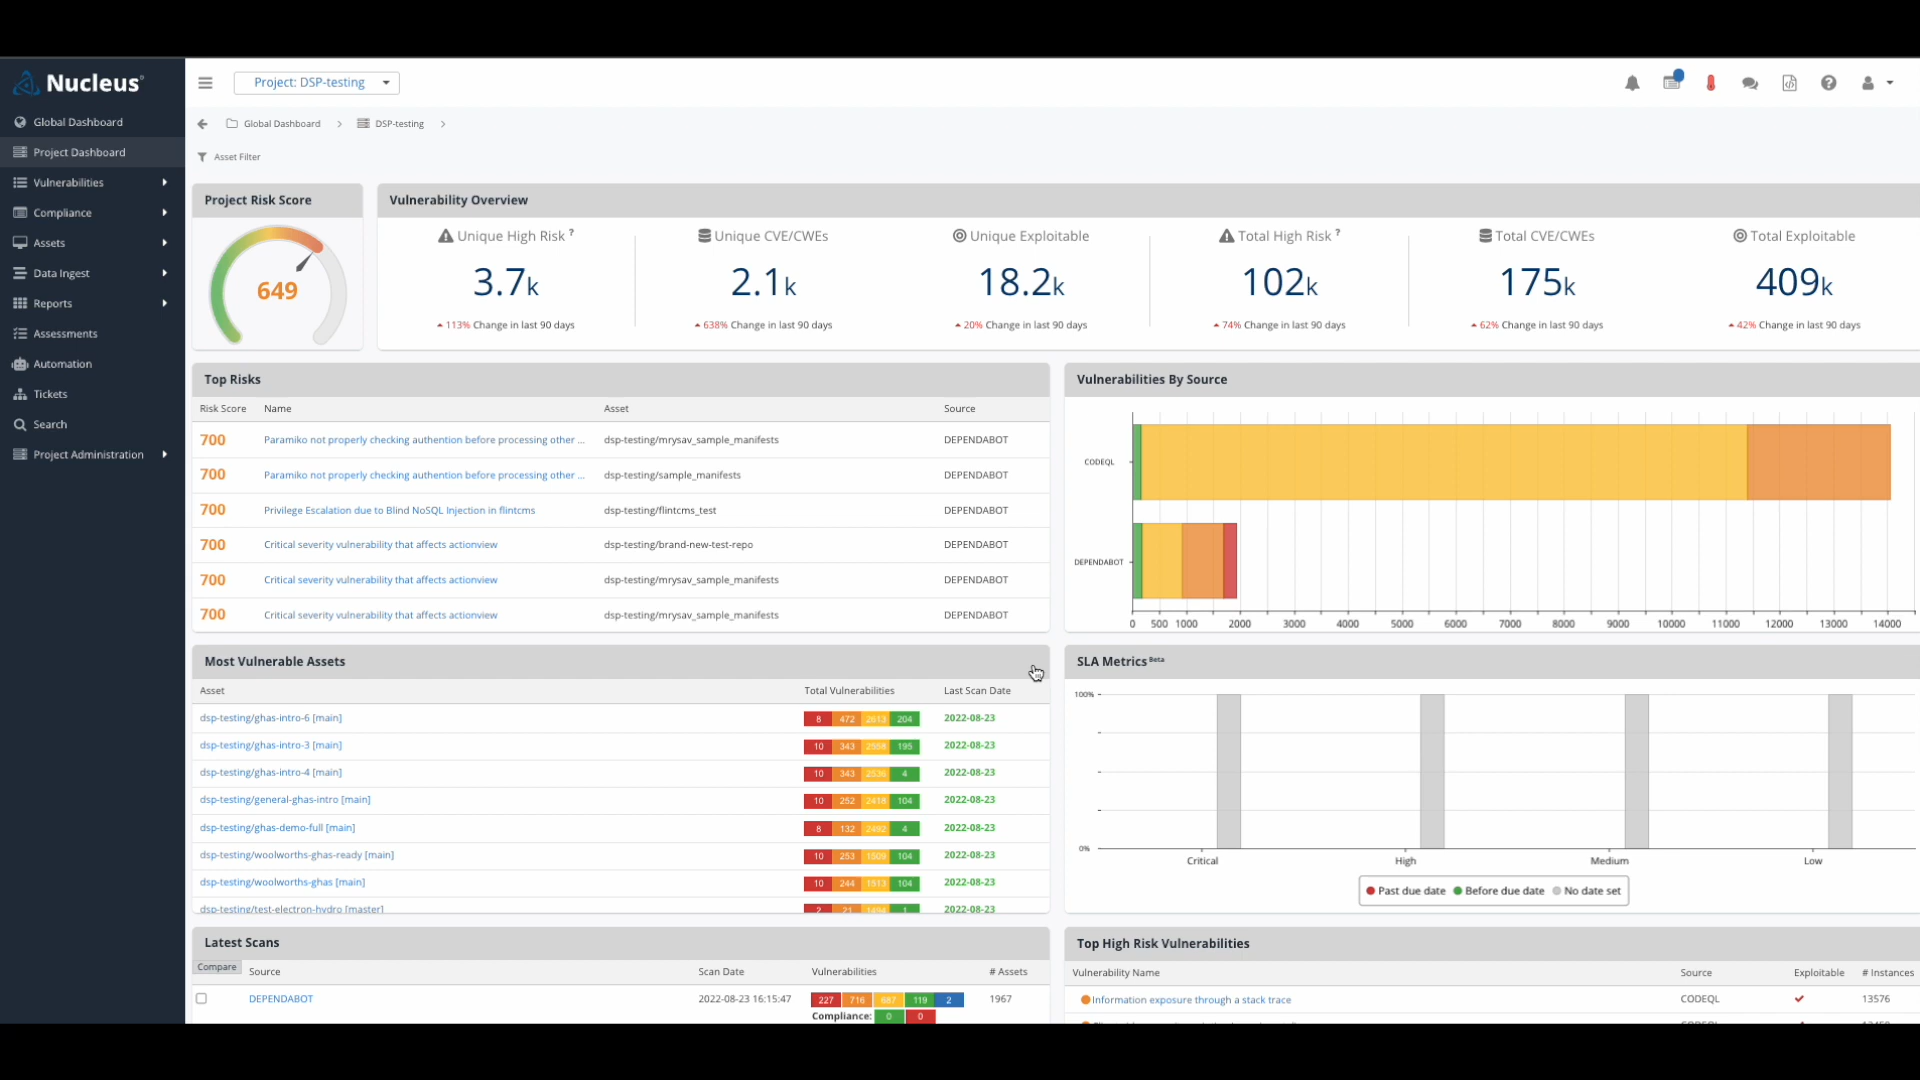 Nucleus
Project: DSP-testing
Global Dashboard
Project Dashboard
Vulnerabilities
Compliance
Assets
Data Ingest
Reports
Assessments
Automation
Tickets
Search
Project Administration
Global Dashboard > DSP-testing >
Asset Filter
Project Risk Score
649
Vulnerability Overview
Unique High Risk ?
3.7k
113% Change in last 90 days
Unique CVE/CWEs
2.1k
638% Change in last 90 days
Unique Exploitable
18.2k
20% Change in last 90 days
Total High Risk ?
102k
74% Change in last 90 days
Total CVE/CWEs
175k
62% Change in last 90 days
Total Exploitable
409k
42% Change in last 90 days
Top Risks
Risk Score Name Asset Source
700 Paramiko not properly checking authention before processing other ... dsp-testing/mrysav_sample_manifests DEPENDABOT
700 Paramiko not properly checking authention before processing other ... dsp-testing/sample_manifests DEPENDABOT
700 Privilege Escalation due to Blind NoSQL Injection in flintcms dsp-testing/flintcms_test DEPENDABOT
700 Critical severity vulnerability that affects actionview dsp-testing/brand-new-test-repo DEPENDABOT
700 Critical severity vulnerability that affects actionview dsp-testing/mrysav_sample_manifests DEPENDABOT
700 Critical severity vulnerability that affects actionview dsp-testing/mrysav_sample_manifests DEPENDABOT
Vulnerabilities By Source
CODEQL
DEPENDABOT
0 500 1000 2000 3000 4000 5000 6000 7000 8000 9000 10000 11000 12000 13000 14000
Most Vulnerable Assets
Asset Total Vulnerabilities Last Scan Date
dsp-testing/ghas-intro-6 [main] 8 472 2613 204 2022-08-23
dsp-testing/ghas-intro-3 [main] 10 343 195 2022-08-23
dsp-testing/ghas-intro-4 [main] 10 343 2536 4 2022-08-23
dsp-testing/general-ghas-intro [main] 10 252 2418 104 2022-08-23
dsp-testing/ghas-demo-full [main] 8 132 2492 4 2022-08-23
dsp-testing/woolworths-ghas-ready [main] 10 253 1609 104 2022-08-23
dsp-testing/woolworths-ghas [main] 10 244 1513 104 2022-08-23
dsp-testing/test-electron-hydro [master] 2 21 1 2022-08-23
SLA Metrics Beta
100%
0%
Critical High Medium Low
Past due date Before due date No date set
Latest Scans
Compare Source Scan Date Vulnerabilities # Assets
DEPENDABOT 2022-08-23 16:15:47 227 716 687 119 2 1967
Compliance: 0 0
Top High Risk Vulnerabilities
Vulnerability Name Source Exploitable # Instances
Information exposure through a stack trace CODEQL 13576